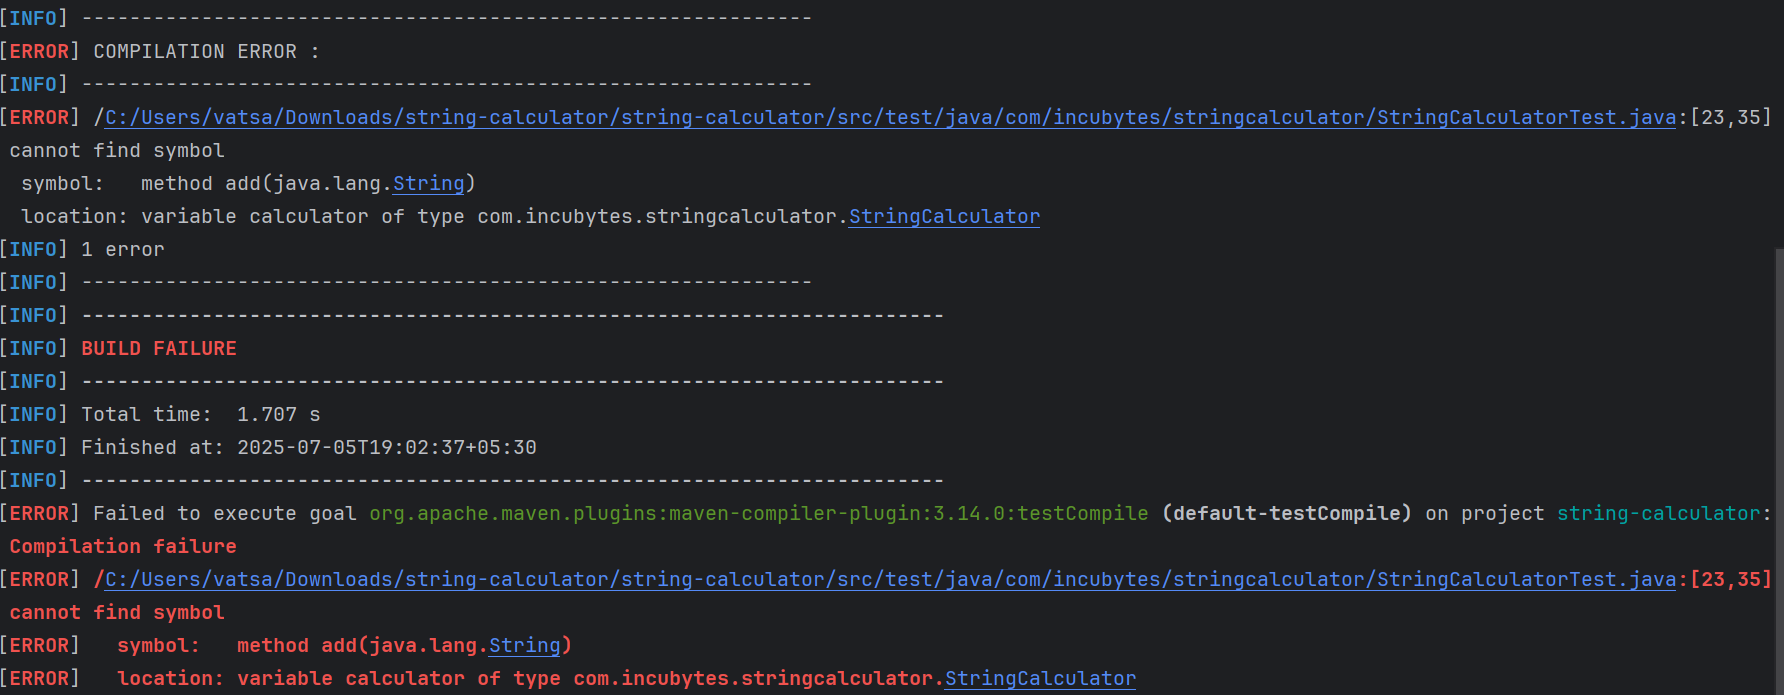 [INFO] -------------------------------------------------------------
[ERROR] COMPILATION ERROR :
[INFO] -------------------------------------------------------------
[ERROR] /C:/Users/vatsa/Downloads/string-calculator/string-calculator/src/test/java/com/incubytes/stringcalculator/StringCalculatorTest.java:[23,35]
cannot find symbol
symbol:   method add(java.lang.String)
location: variable calculator of type com.incubytes.stringcalculator.StringCalculator
[INFO] 1 error
[INFO] -------------------------------------------------------------
[INFO] ------------------------------------------------------------------------
[INFO] BUILD FAILURE
[INFO] ------------------------------------------------------------------------
[INFO] Total time:  1.707 s
[INFO] Finished at: 2025-07-05T19:02:37+05:30
[INFO] ------------------------------------------------------------------------
[ERROR] Failed to execute goal org.apache.maven.plugins:maven-compiler-plugin:3.14.0:testCompile (default-testCompile) on project string-calculator:
Compilation failure
[ERROR] /C:/Users/vatsa/Downloads/string-calculator/string-calculator/src/test/java/com/incubytes/stringcalculator/StringCalculatorTest.java:[23,35]
cannot find symbol
[ERROR]   symbol:   method add(java.lang.String)
[ERROR]   location: variable calculator of type com.incubytes.stringcalculator.StringCalculator